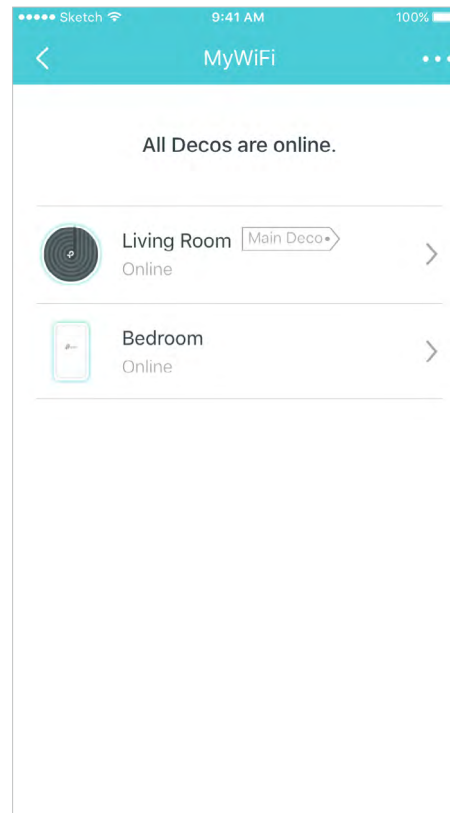 Sketch 9:41 AM 100%
MyWiFi
All Decos are online.
Living Room Main Deco
Online
Bedroom
Online